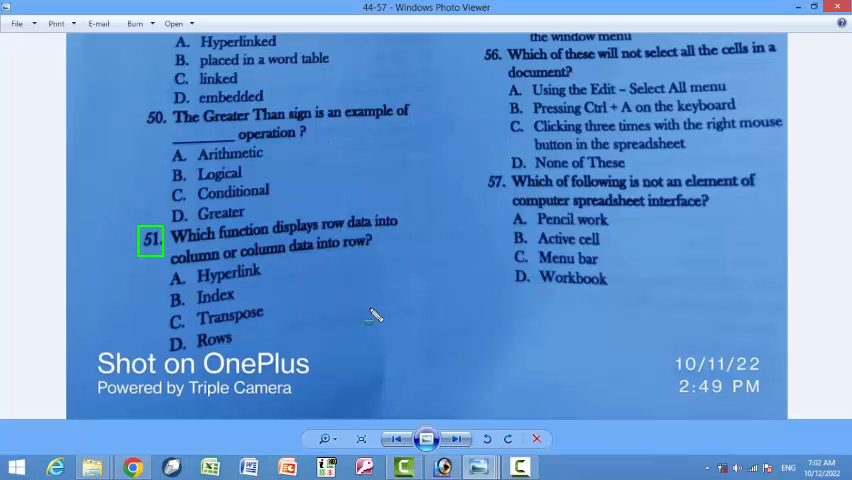 44-57 - Windows Photo Viewer
File Print E-mail Burn Open
A. Hyperlinked
B. placed in a word table
C. linked
D. embedded
50. The Greater Than sign is an example of
________ operation ?
A. Arithmetic
B. Logical
C. Conditional
D. Greater
51. Which function displays row data into
column or column data into row?
A. Hyperlink
B. Index
C. Transpose
D. Rows
the window menu
56. Which of these will not select all the cells in a
document?
A. Using the Edit – Select All menu
B. Pressing Ctrl + A on the keyboard
C. Clicking three times with the right mouse
button in the spreadsheet
D. None of These
57. Which of following is not an element of
computer spreadsheet interface?
A. Pencil work
B. Active cell
C. Menu bar
D. Workbook
Shot on OnePlus
Powered by Triple Camera
10/11/22
2:49 PM
ENG
7:02 AM
10/12/2022